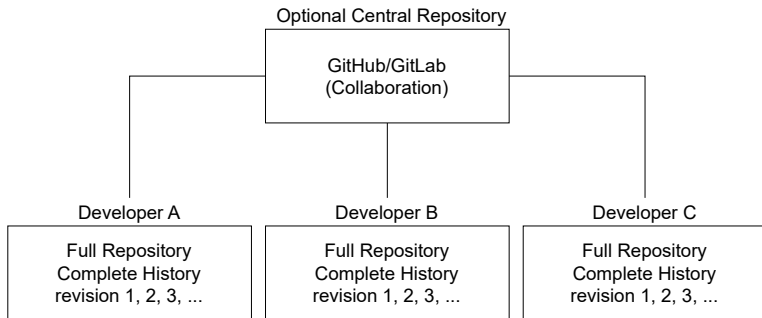 Optional Central Repository
GitHub/GitLab
(Collaboration)
Developer A
Full Repository
Complete History
revision 1, 2, 3, ...
Developer B
Full Repository
Complete History
revision 1, 2, 3, ...
Developer C
Full Repository
Complete History
revision 1, 2, 3, ...